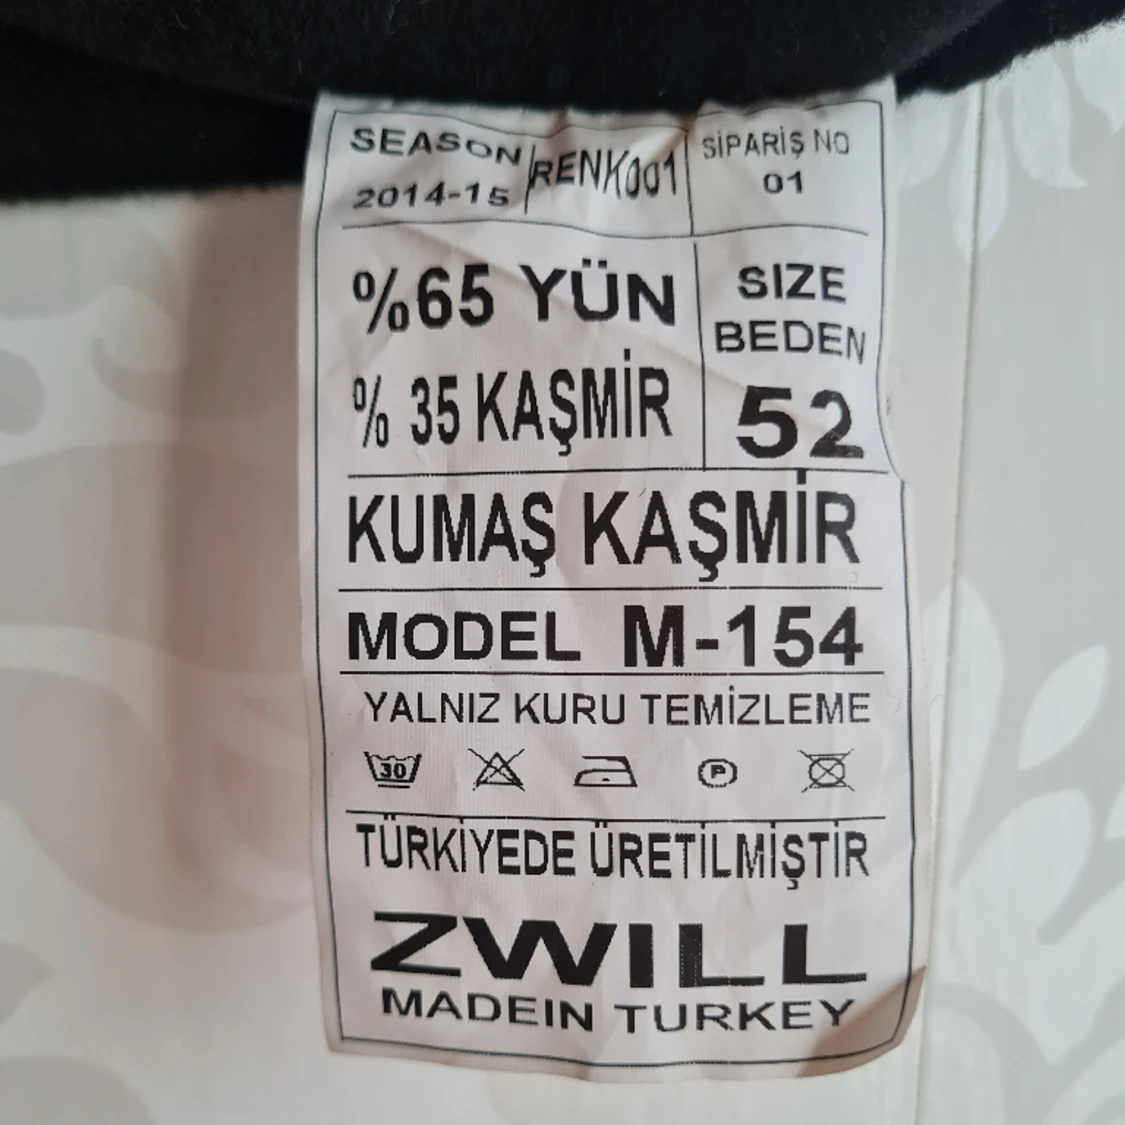 SEASON
2014-15
RENK001
SİPARİŞ NO
01
%65 YÜN
% 35 KAŞMİR
SIZE
BEDEN
52
KUMAŞ KAŞMİR
MODEL M-154
YALNIZ KURU TEMİZLEME
30
P
TÜRKİYEDE ÜRETİLMİŞTİR
ZWILL
MADEIN TURKEY